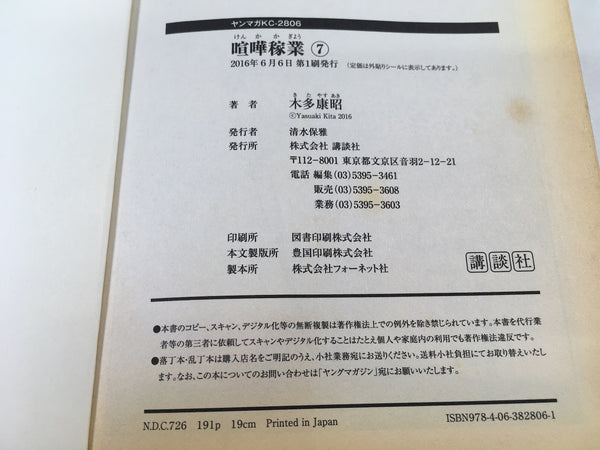 ヤンマガKC-2806
けん か か ぎょう
喧嘩稼業 ⑦
2016年6月6日 第1刷発行 (定価は外貼りシールに表示してあります。)
き た やす あき
著 者 木多康昭
©Yasuaki Kita 2016
発行者 清水保雅
発行所 株式会社 講談社
〒112-8001 東京都文京区音羽2-12-21
電話 編集(03)5395-3461
販売(03)5395-3608
業務(03)5395-3603
印刷所 図書印刷株式会社
本文製版所 豊国印刷株式会社
製本所 株式会社フォーネット社
講談社
●本書のコピー、スキャン、デジタル化等の無断複製は著作権法上での例外を除き禁じられています。本書を代行業
者等の第三者に依頼してスキャンやデジタル化することはたとえ個人や家庭内の利用でも著作権法違反です。
●落丁本・乱丁本は購入店名をご明記のうえ、小社業務宛にお送りください。送料小社負担にてお取り替えいたし
ます。なお、この本についてのお問い合わせは「ヤングマガジン」宛にお願いいたします。
N.D.C.726 191p 19cm Printed in Japan
ISBN978-4-06-382806-1